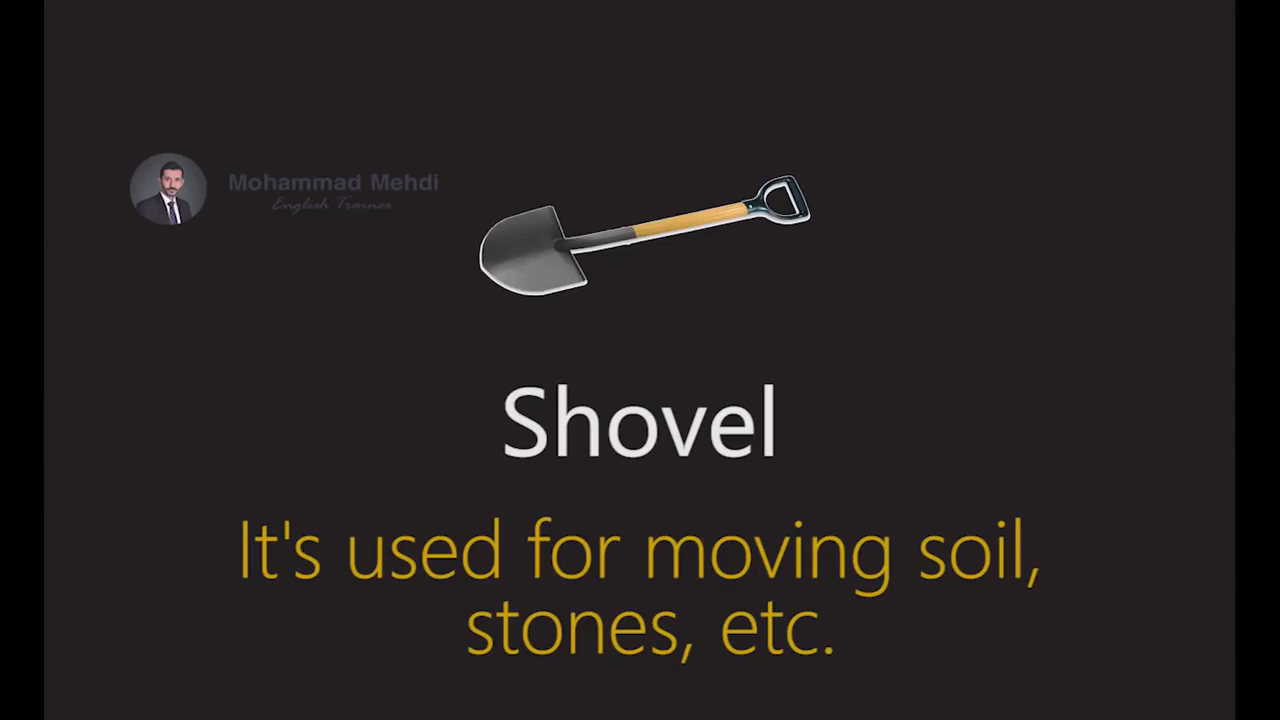 Mohammad Mehdi
English Trainer
Shovel
It's used for moving soil,
stones, etc.